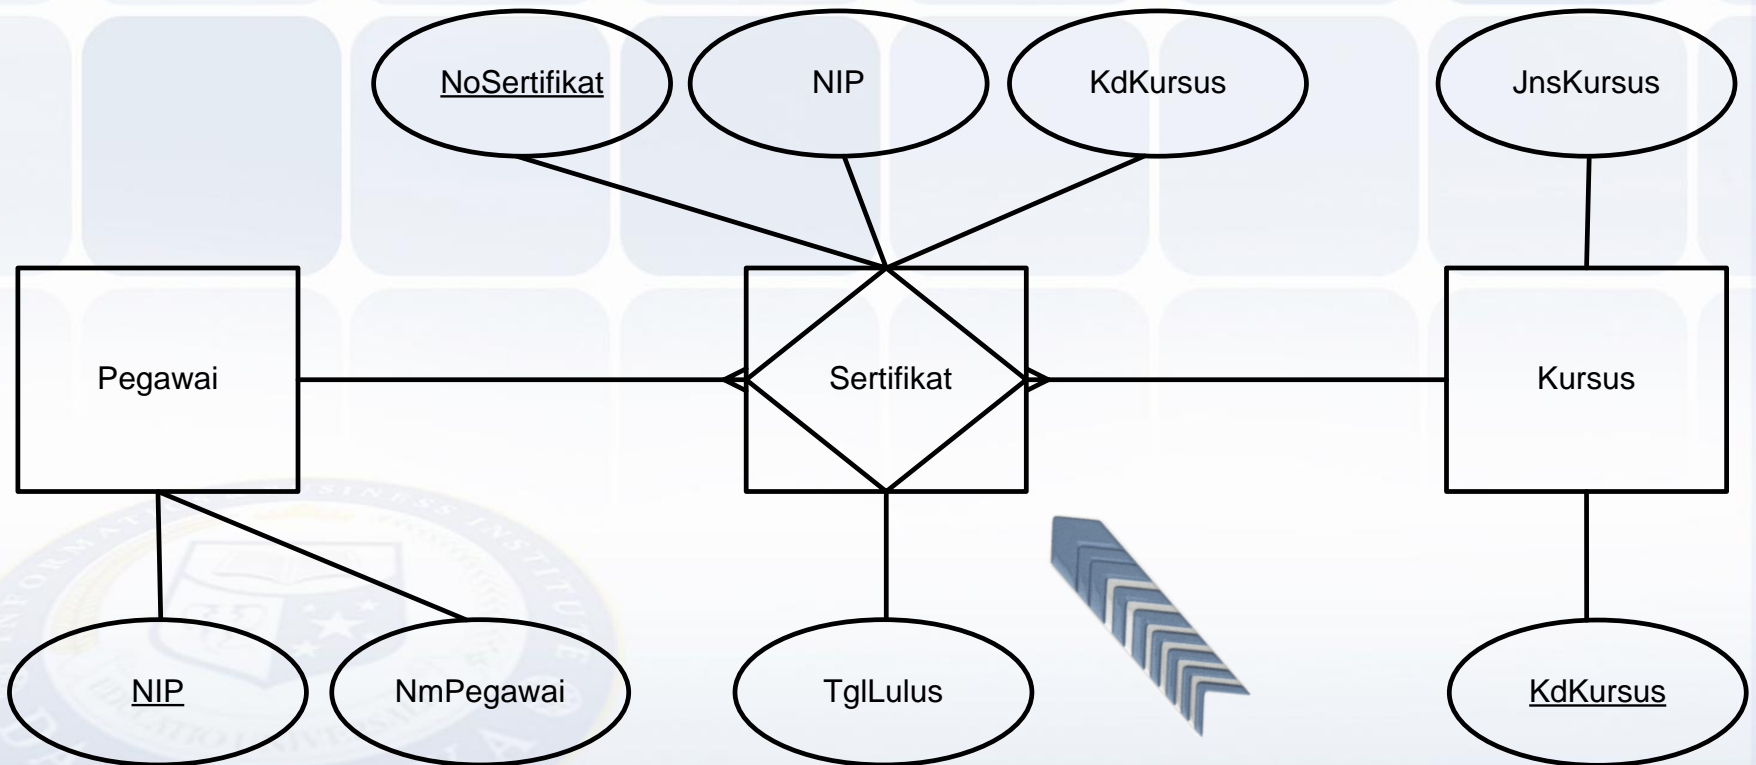 NoSertifikat
NIP
KdKursus
JnsKursus
Pegawai
Sertifikat
Kursus
NIP
NmPegawai
TglLulus
KdKursus